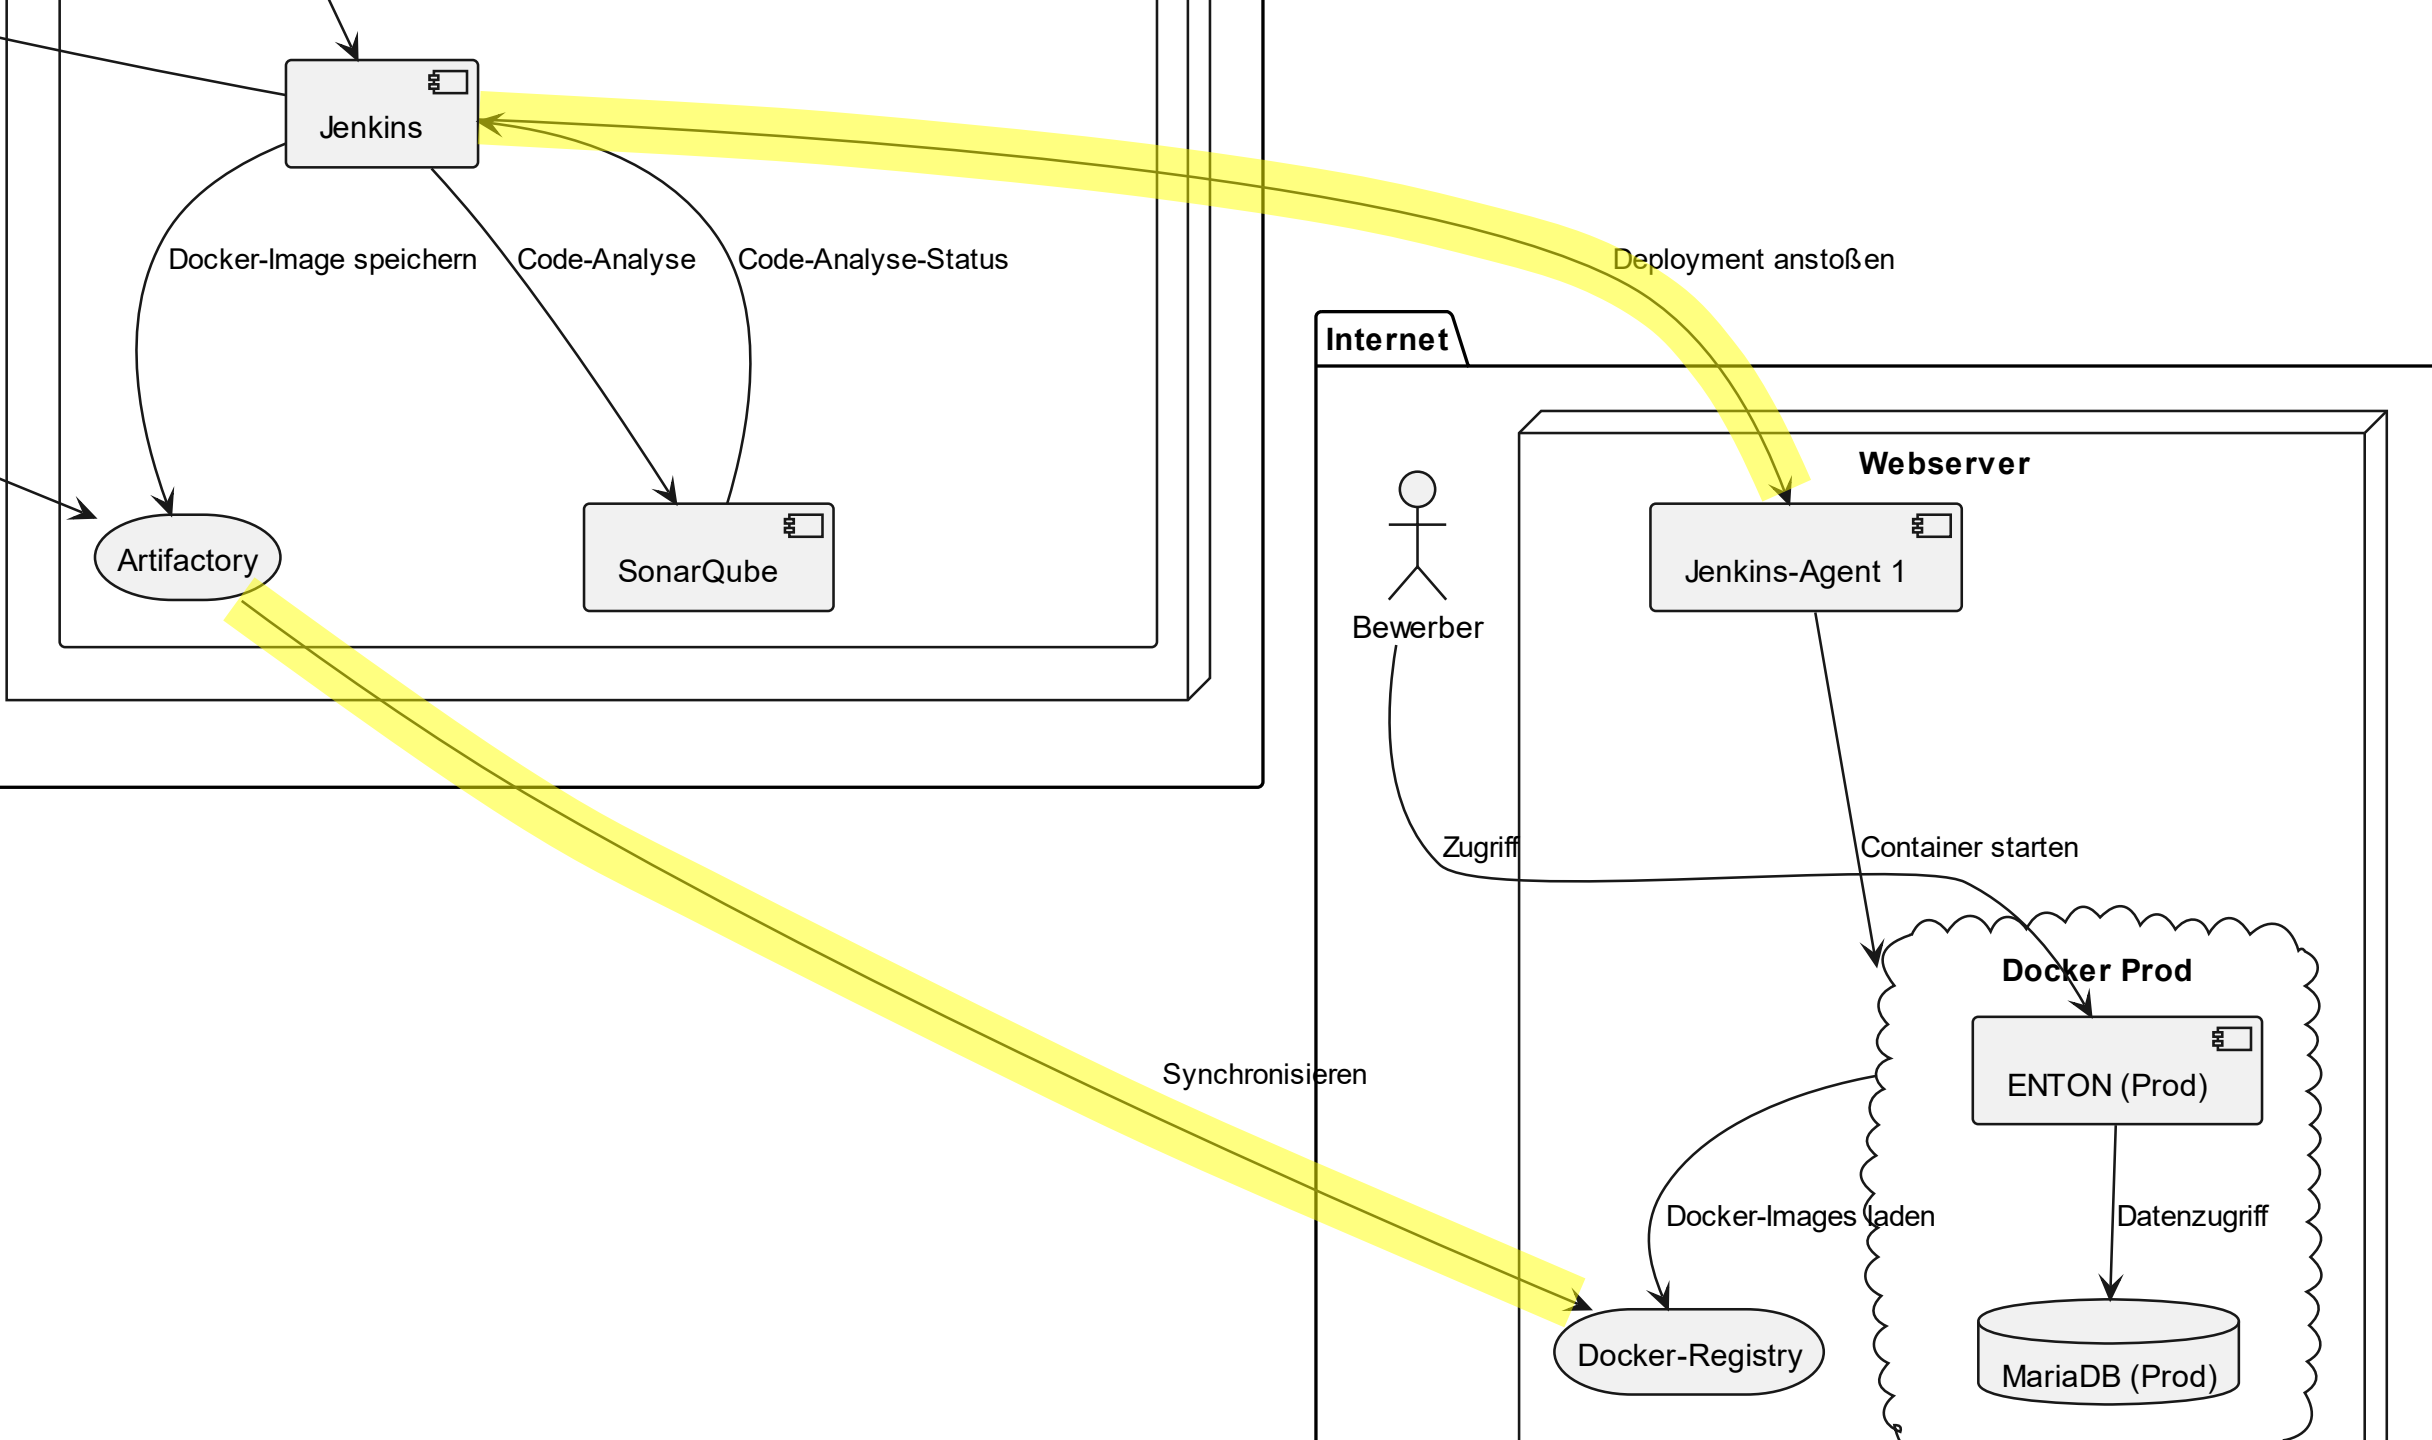 Jenkins
Docker-Image speichern
Code-Analyse
Code-Analyse-Status
Deployment anstoßen
Internet
Webserver
Artifactory
SonarQube
Jenkins-Agent 1
Bewerber
Zugriff
Container starten
Docker Prod
Synchronisieren
ENTON (Prod)
Docker-Images laden
Datenzugriff
Docker-Registry
MariaDB (Prod)